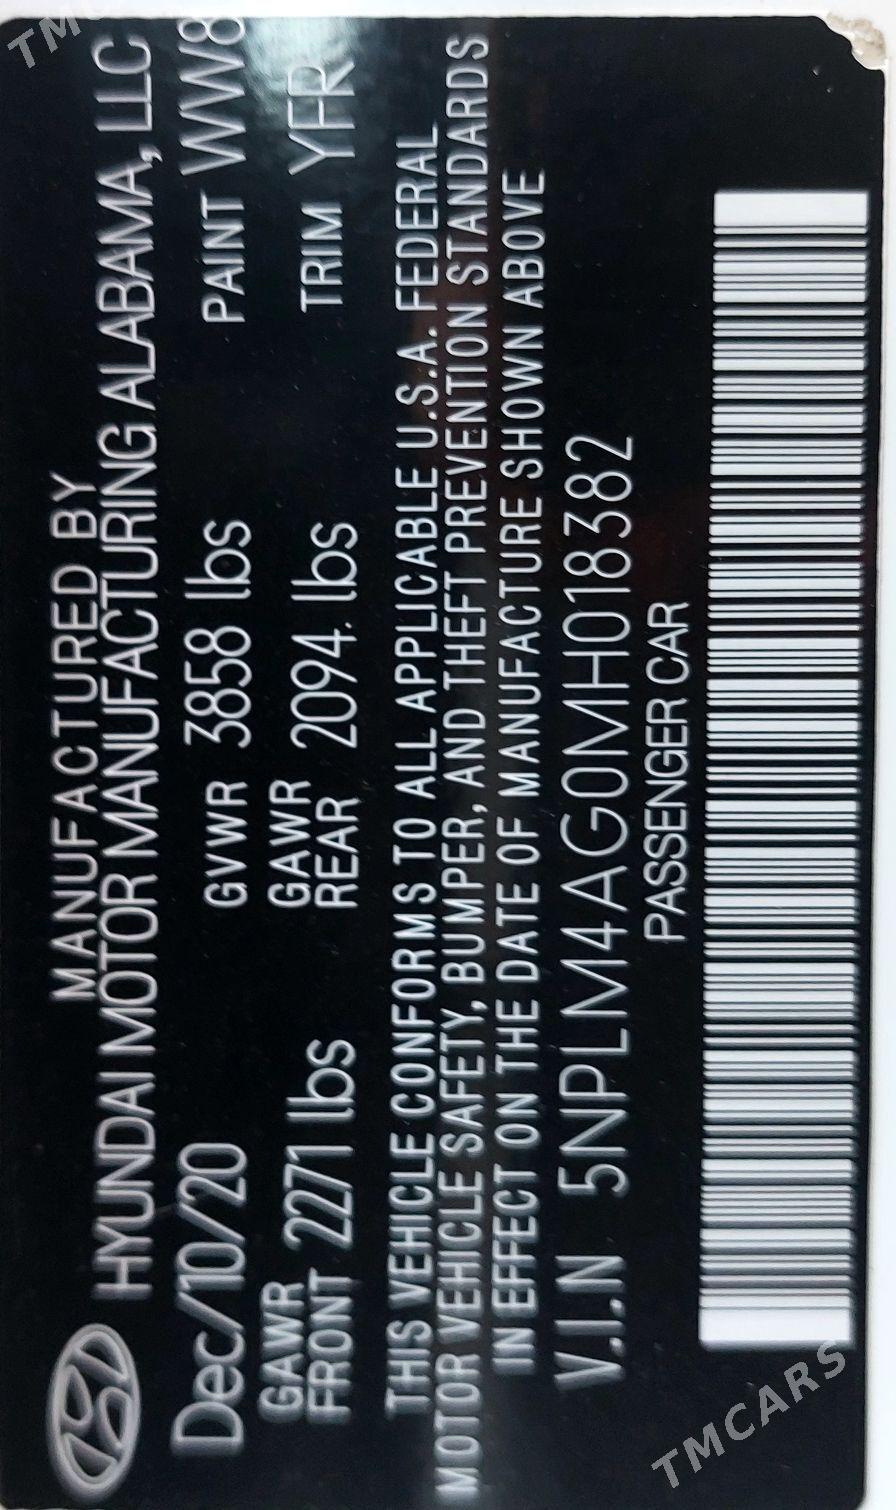 MANUFACTURED BY
HYUNDAI MOTOR MANUFACTURING ALABAMA, LLC
Dec/10/20 GVWR 3858 lbs PAINT WW8
GAWR FRONT 2271 lbs GAWR REAR 2094 lbs TRIM YFR
THIS VEHICLE CONFORMS TO ALL APPLICABLE U.S.A. FEDERAL
MOTOR VEHICLE SAFETY, BUMPER, AND THEFT PREVENTION STANDARDS
IN EFFECT ON THE DATE OF MANUFACTURE SHOWN ABOVE
V.I.N 5NPLM4AG0MH018382
PASSENGER CAR
TMCARS